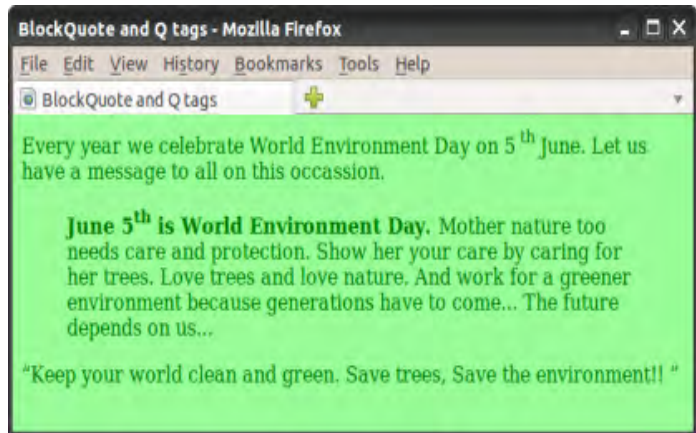 BlockQuote and Q tags - Mozilla Firefox
File Edit View History Bookmarks Tools Help
BlockQuote and Q tags
Every year we celebrate World Environment Day on 5 th June. Let us
have a message to all on this occassion.
June 5th is World Environment Day. Mother nature too
needs care and protection. Show her your care by caring for
her trees. Love trees and love nature. And work for a greener
environment because generations have to come... The future
depends on us...
“Keep your world clean and green. Save trees, Save the environment!! ”